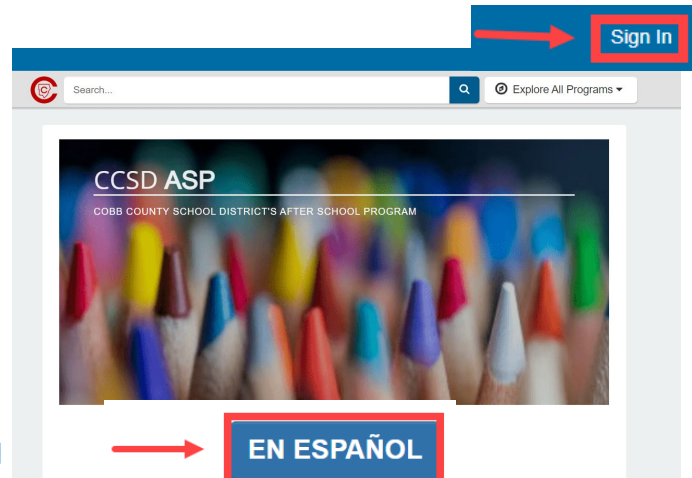 Sign In
C
Search...
Explore All Programs
CCSD ASP
COBB COUNTY SCHOOL DISTRICT'S AFTER SCHOOL PROGRAM
EN ESPAÑOL